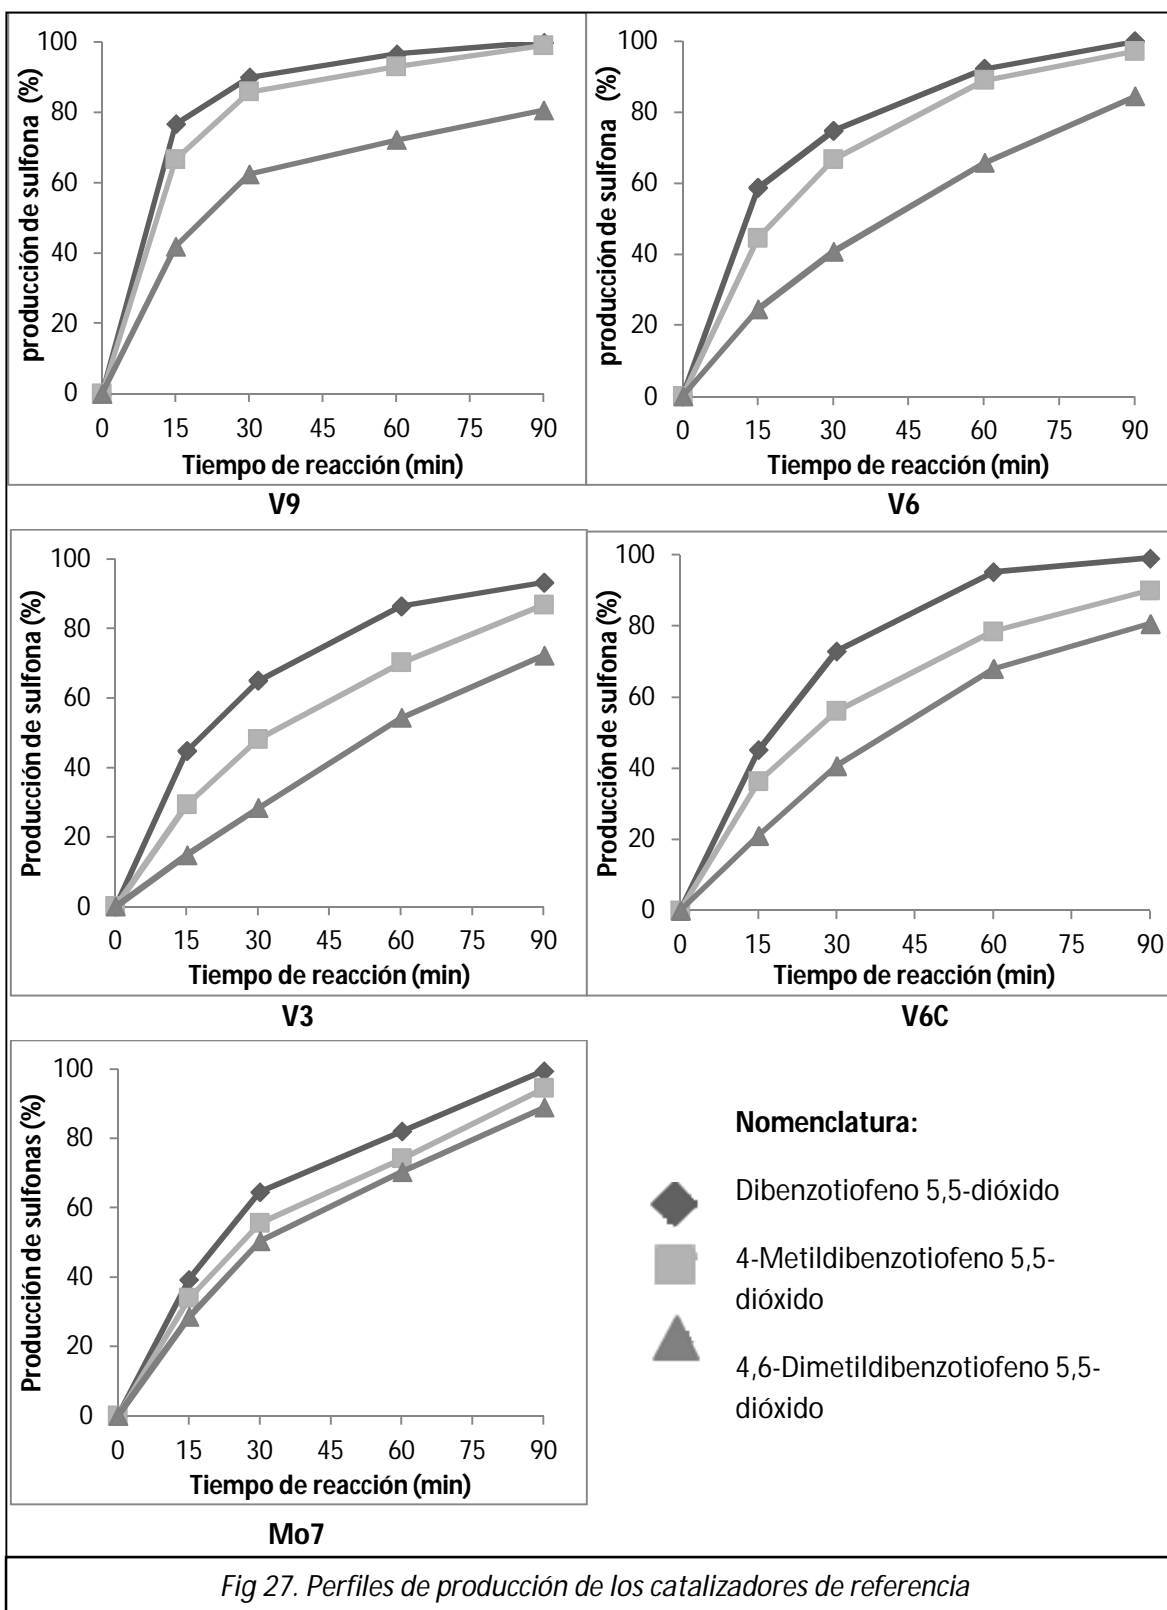 100
80
60
40
20
0
producción de sulfona (%)
0 15 30 45 60 75 90
Tiempo de reacción (min)
V9
100
80
60
40
20
0
producción de sulfona (%)
0 15 30 45 60 75 90
Tiempo de reacción (min)
V6
100
80
60
40
20
0
Producción de sulfona (%)
0 15 30 45 60 75 90
Tiempo de reacción (min)
V3
100
80
60
40
20
0
Producción de sulfona (%)
0 15 30 45 60 75 90
Tiempo de reacción (min)
V6C
100
80
60
40
20
0
Producción de sulfonas (%)
0 15 30 45 60 75 90
Tiempo de reacción (min)
Mo7
Nomenclatura:
Dibenzotiofeno 5,5-dióxido
4-Metildibenzotiofeno 5,5-
dióxido
4,6-Dimetildibenzotiofeno 5,5-
dióxido
Fig 27. Perfiles de producción de los catalizadores de referencia